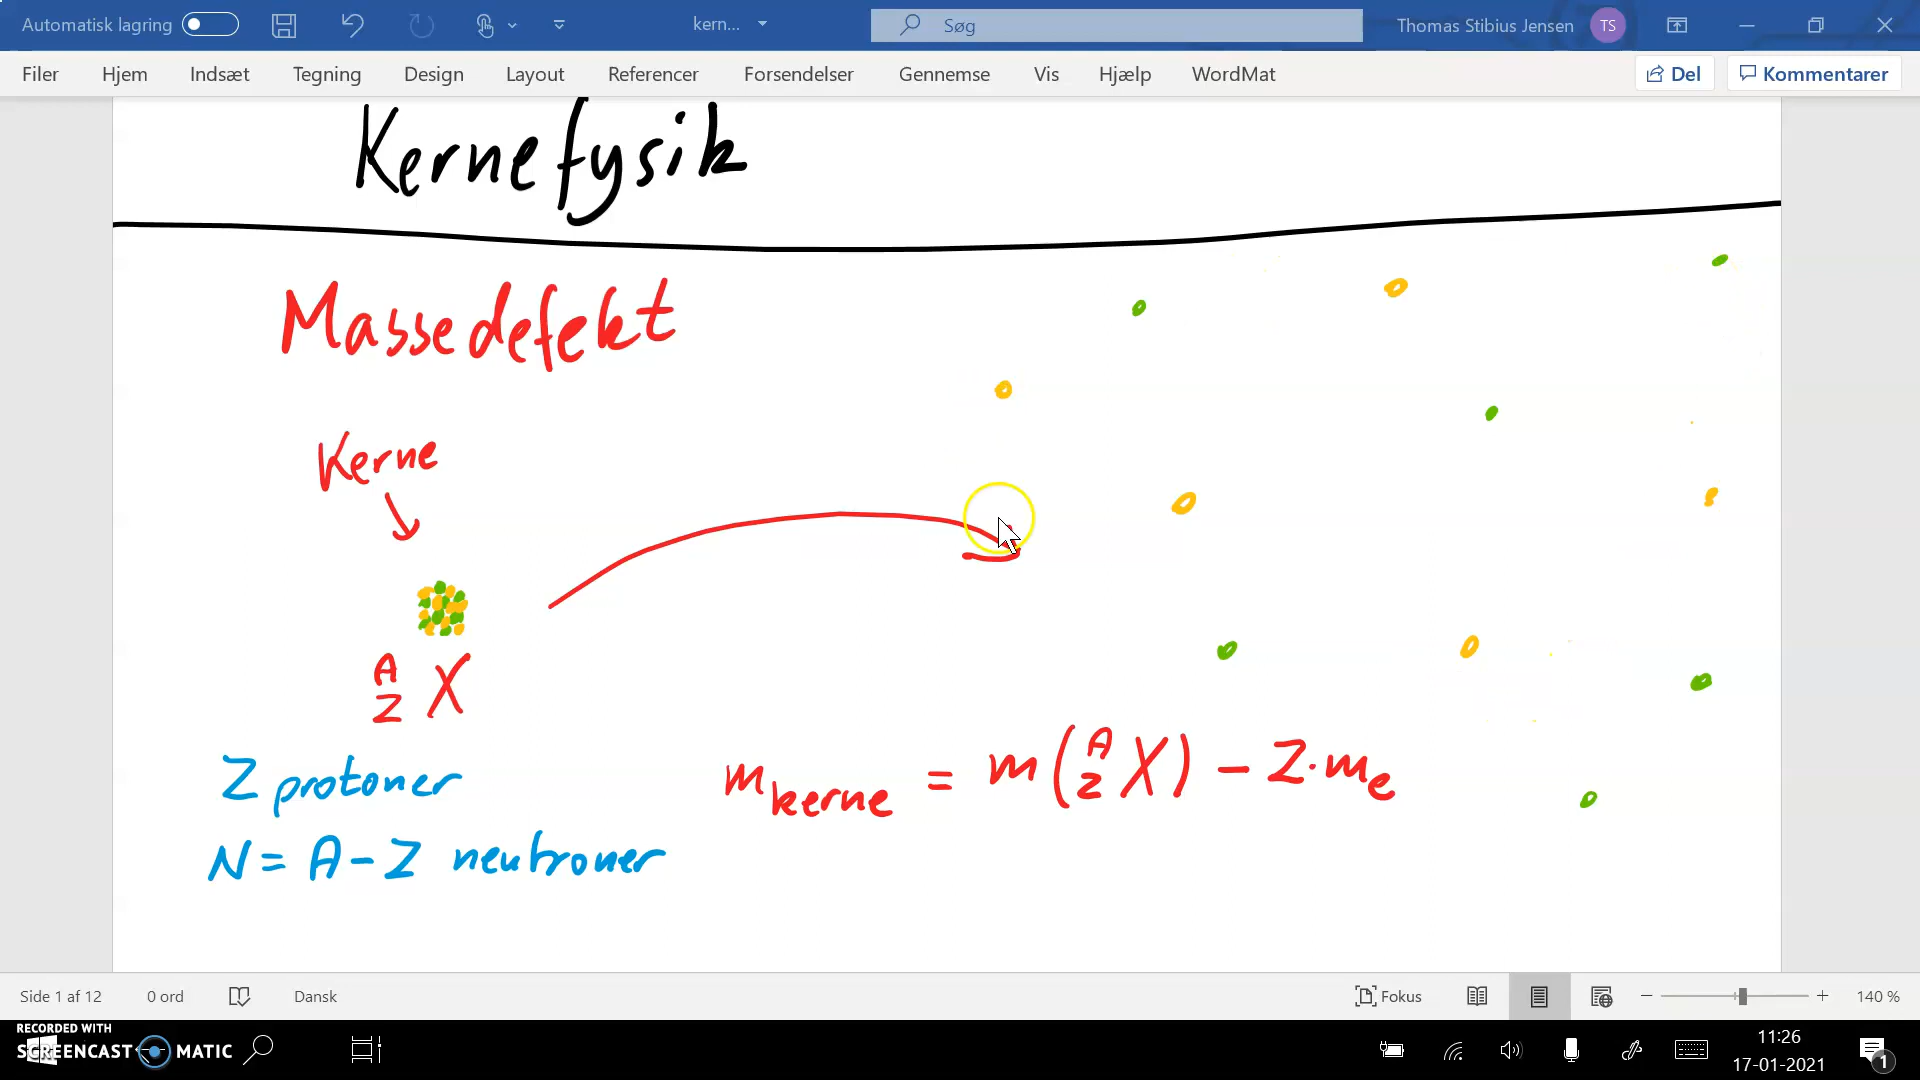 Automatisk lagring kern... Søg Thomas Stibius Jensen TS
Filer Hjem Indsæt Tegning Design Layout Referencer Forsendelser Gennemse Vis Hjælp WordMat Del Kommentarer
Kernefysik
Massedefekt
Kerne
A
Z X
Z protoner
N = A - Z neutroner
m kerne = m(A Z X) - Z · m e
Side 1 af 12 0 ord Dansk Fokus 140 %
RECORDED WITH
SCREENCAST MATIC
11:26
17-01-2021
1